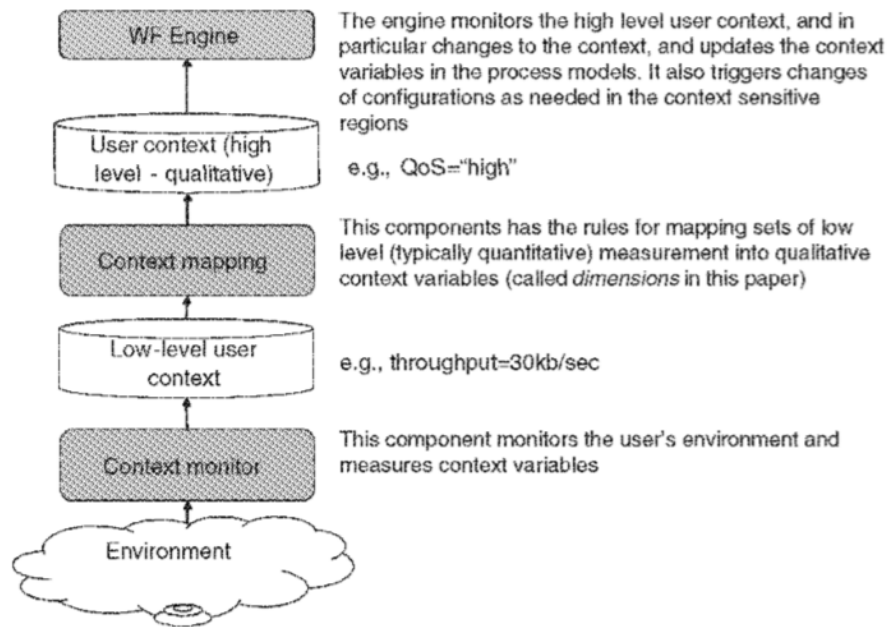 WF Engine
The engine monitors the high level user context, and in
particular changes to the context, and updates the context
variables in the process models. It also triggers changes
of configurations as needed in the context sensitive
regions
User context (high
level - qualitative)
e.g., QoS="high"
Context mapping
This components has the rules for mapping sets of low
level (typically quantitative) measurement into qualitative
context variables (called dimensions in this paper)
Low-level user
context
e.g., throughput=30kb/sec
Context monitor
This component monitors the user's environment and
measures context variables
Environment